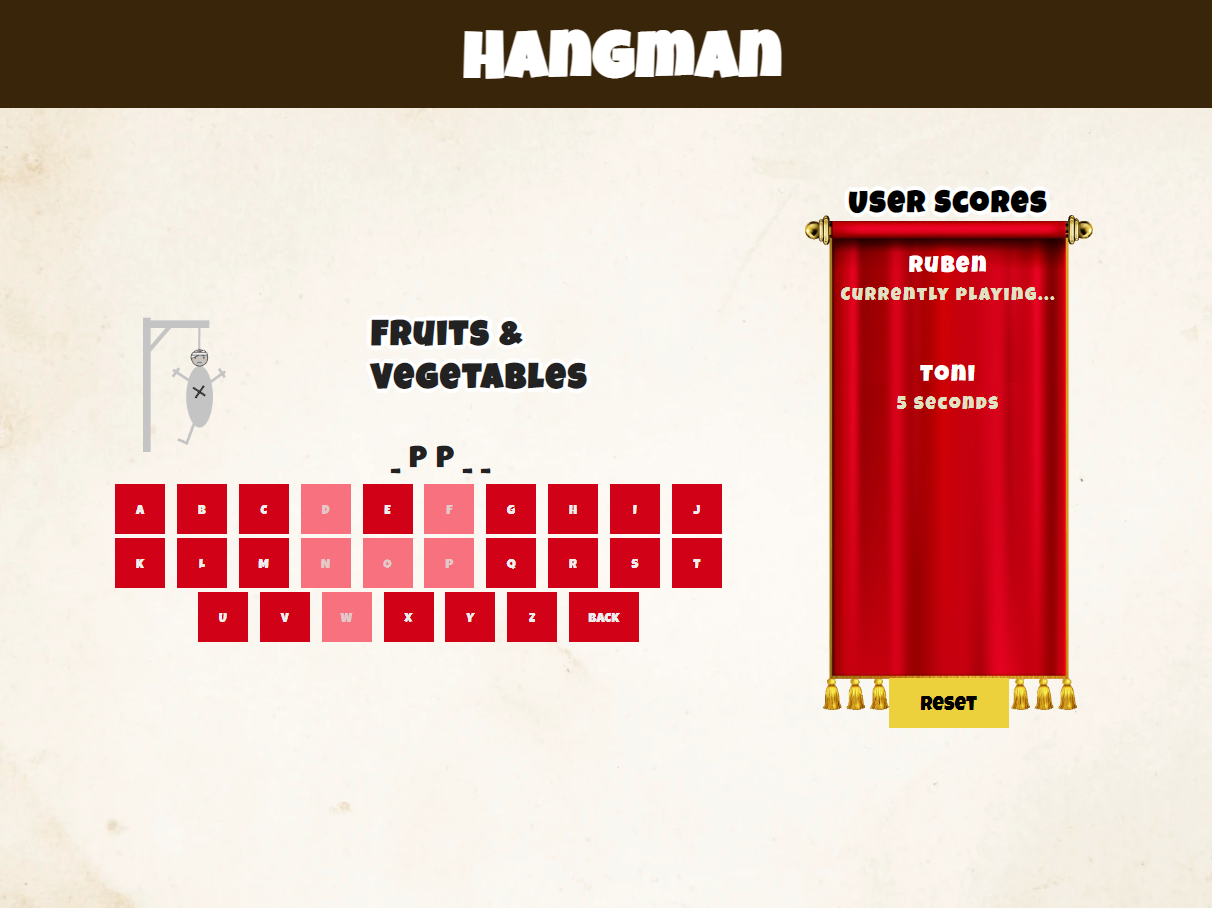 HANGMAN
USER SCORES
RUBEN
CURRENTLY PLAYING...
TONI
5 SECONDS
FRUITS &
VEGETABLES
_ P P _ _
A B C D E F G H I J
K L M N O P Q R S T
U V W X Y Z BACK
RESET